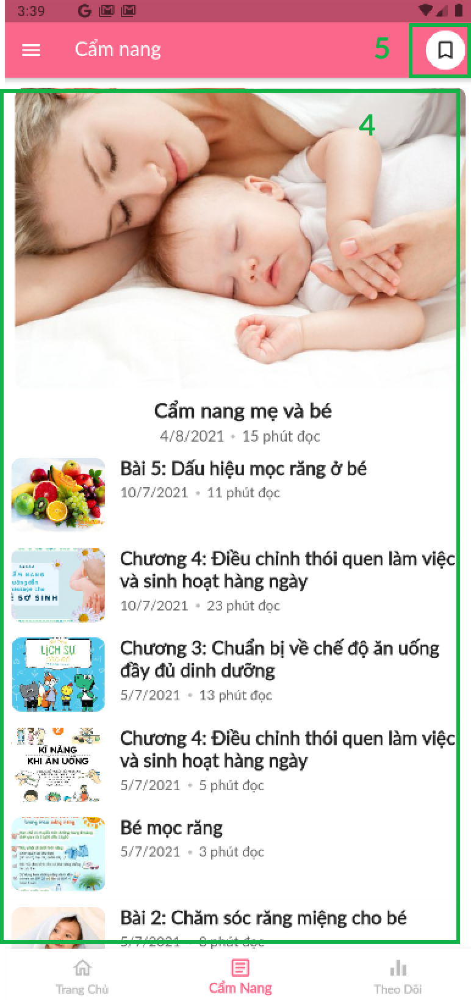 3:39
Cẩm nang
5
4
Cẩm nang mẹ và bé
4/8/2021 • 15 phút đọc
Bài 5: Dấu hiệu mọc răng ở bé
10/7/2021 • 11 phút đọc
Chương 4: Điều chỉnh thói quen làm việc
và sinh hoạt hàng ngày
10/7/2021 • 23 phút đọc
SƠ SINH
Chương 3: Chuẩn bị về chế độ ăn uống
đầy đủ dinh dưỡng
5/7/2021 • 13 phút đọc
LỊCH SỰ
Chương 4: Điều chỉnh thói quen làm việc
và sinh hoạt hàng ngày
5/7/2021 • 5 phút đọc
KĨ NĂNG
KHI ĂN UỐNG
Bé mọc răng
5/7/2021 • 3 phút đọc
Bài 2: Chăm sóc răng miệng cho bé
5/7/2021 • phút đọc
Trang Chủ
Cẩm Nang
Theo Dõi